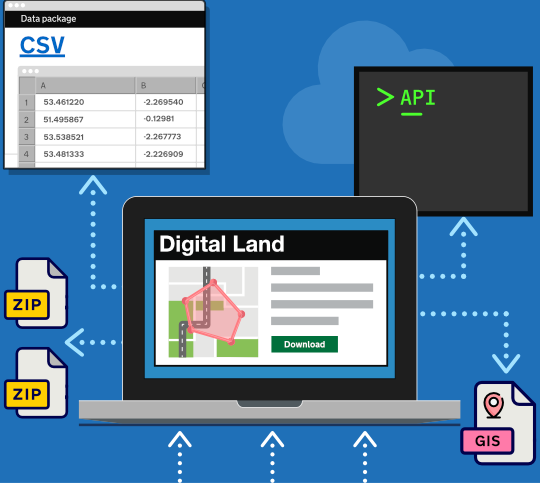 Data package
CSV
A B
1 53.461220 -2.269540
2 51.495867 -0.12981
3 53.538521 -2.267773
4 53.481333 -2.226909
>API
Digital Land
Download
ZIP
ZIP
GIS